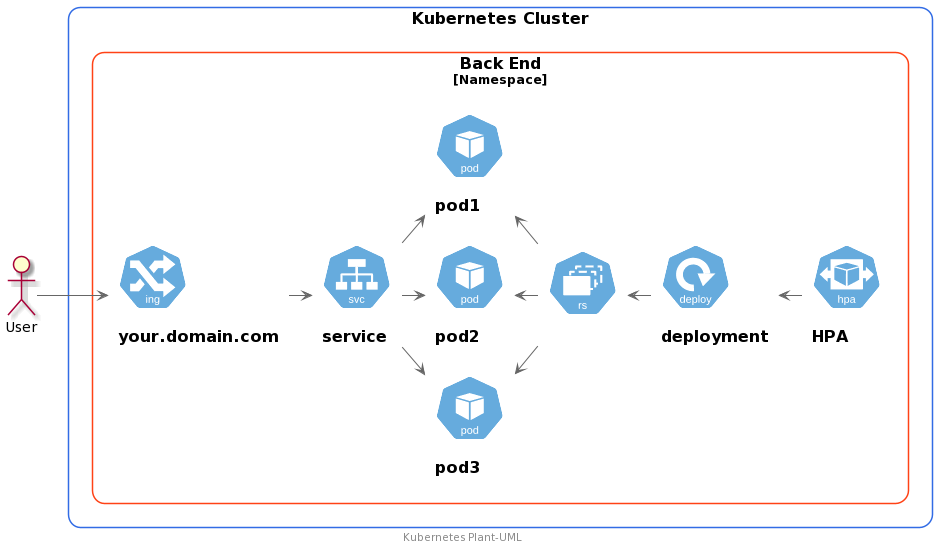 Kubernetes Cluster
Back End
[Namespace]
pod
pod1
ing
svc
pod
rs
deploy
hpa
User
your.domain.com
service
pod2
deployment
HPA
pod
pod3
Kubernetes Plant-UML